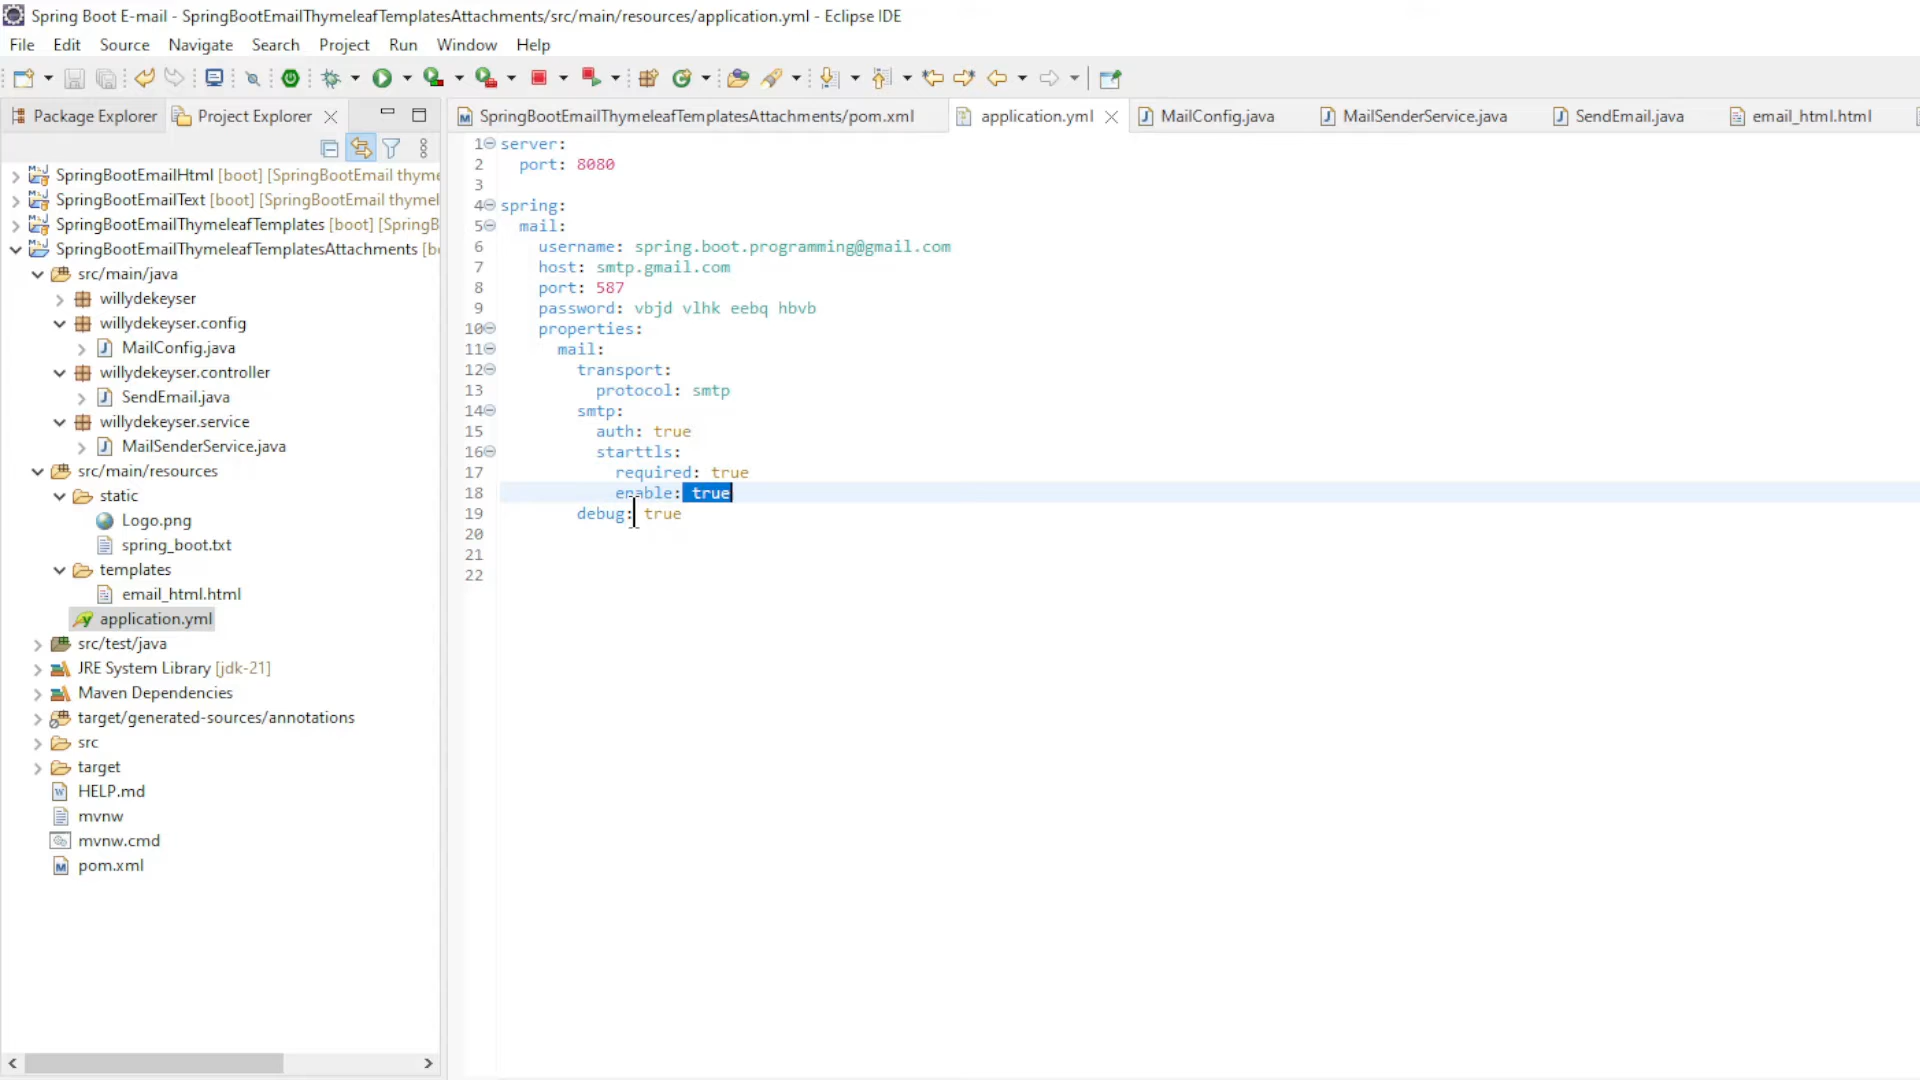 Spring Boot E-mail - SpringBootEmailThymeleafTemplatesAttachments/src/main/resources/application.yml - Eclipse IDE
File Edit Source Navigate Search Project Run Window Help
Package Explorer Project Explorer
SpringBootEmailThymeleafTemplatesAttachments/pom.xml application.yml MailConfig.java MailSenderService.java SendEmail.java email_html.html
SpringBootEmailHtml [boot] [SpringBootEmail thyme
SpringBootEmailText [boot] [SpringBootEmail thymel
SpringBootEmailThymeleafTemplates [boot] [SpringB
SpringBootEmailThymeleafTemplatesAttachments [b
src/main/java
willydekeyser
willydekeyser.config
MailConfig.java
willydekeyser.controller
SendEmail.java
willydekeyser.service
MailSenderService.java
src/main/resources
static
Logo.png
spring_boot.txt
templates
email_html.html
application.yml
src/test/java
JRE System Library [jdk-21]
Maven Dependencies
target/generated-sources/annotations
src
target
HELP.md
mvnw
mvnw.cmd
pom.xml
1 server:
2 port: 8080
3
4 spring:
5 mail:
6 username: spring.boot.programming@gmail.com
7 host: smtp.gmail.com
8 port: 587
9 password: vbjd vlhk eebq hbvb
10 properties:
11 mail:
12 transport:
13 protocol: smtp
14 smtp:
15 auth: true
16 starttls:
17 required: true
18 enable: true
19 debug: true
20
21
22